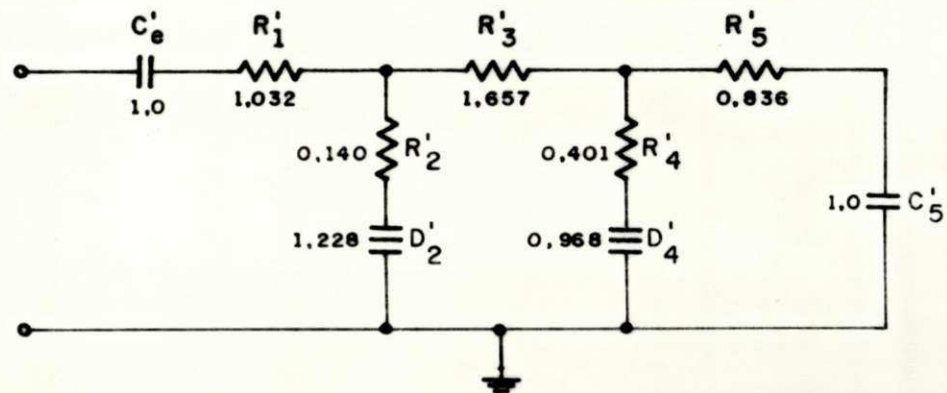 C'e R'1 R'3 R'5
1,0 1,032 1,657 0,836
0,140 R'2 0,401 R'4
1,0 C'5
1,228 D'2 0,968 D'4